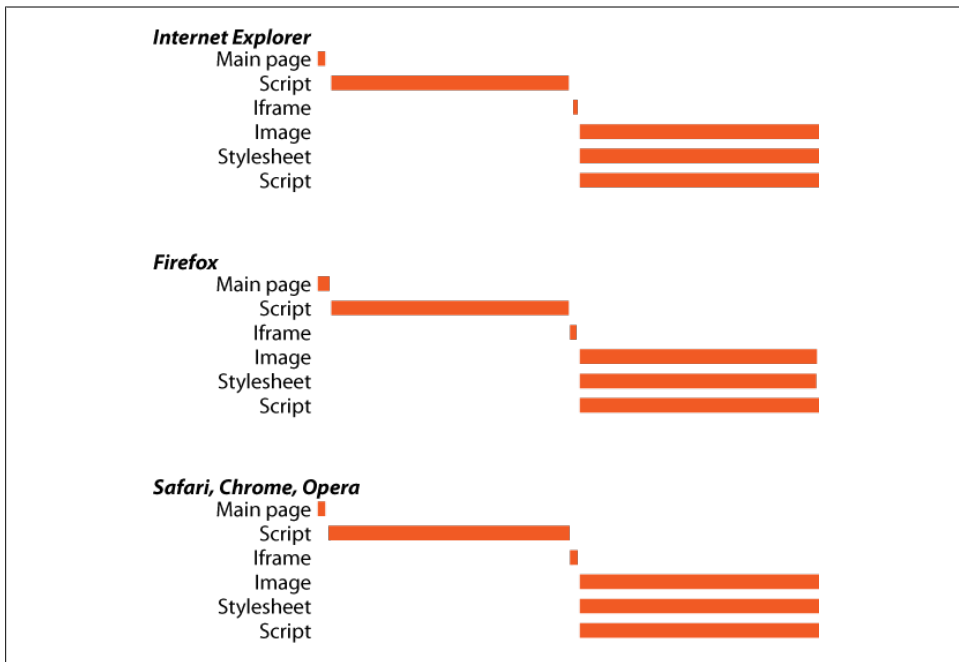 Internet Explorer
Main page
Script
Iframe
Image
Stylesheet
Script
Firefox
Main page
Script
Iframe
Image
Stylesheet
Script
Safari, Chrome, Opera
Main page
Script
Iframe
Image
Stylesheet
Script